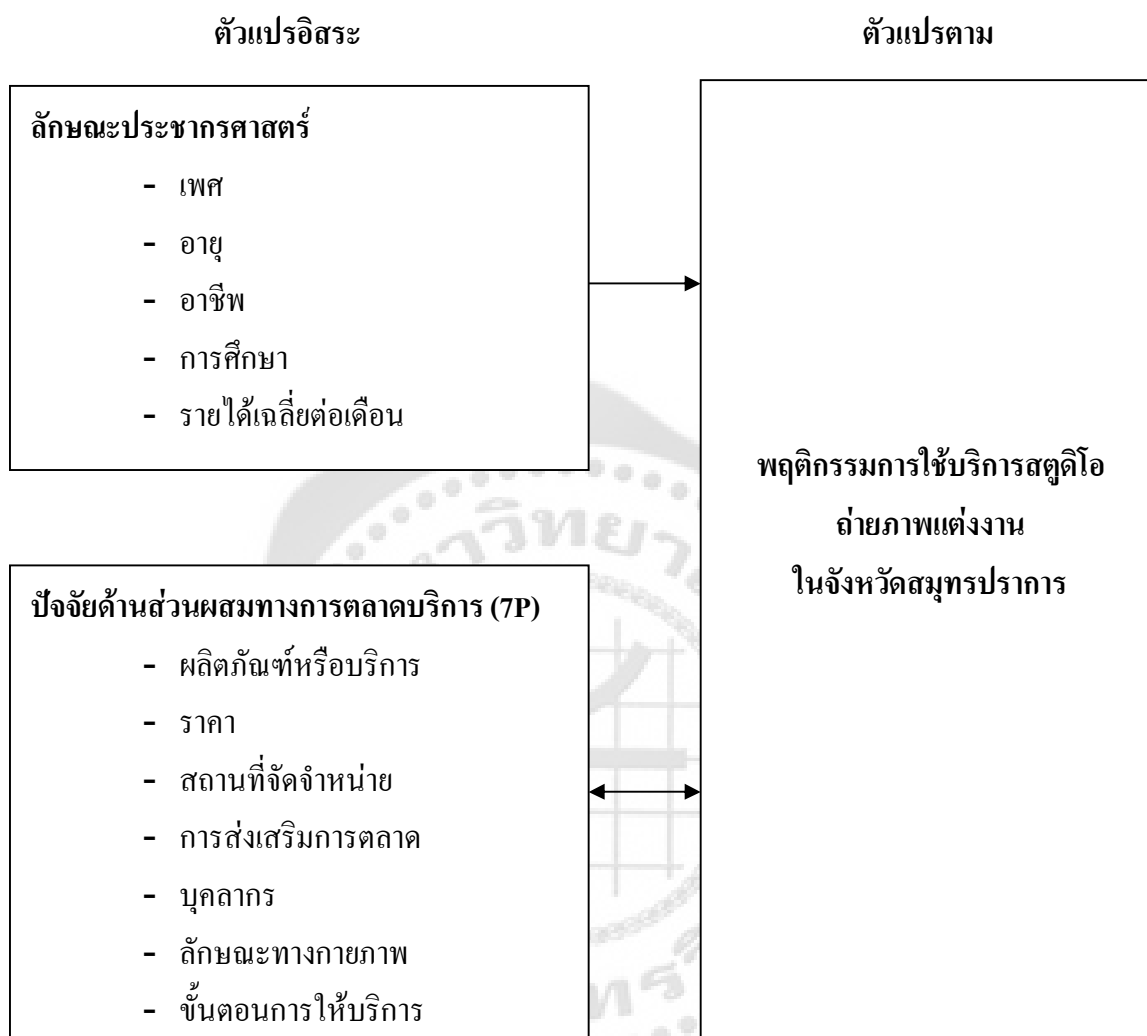 ตัวแปรอิสระ
ตัวแปรตาม
ลักษณะประชากรศาสตร์
- เพศ
- อายุ
- อาชีพ
- การศึกษา
- รายได้เฉลี่ยต่อเดือน
ปัจจัยด้านส่วนผสมทางการตลาดบริการ (7P)
- ผลิตภัณฑ์หรือบริการ
- ราคา
- สถานที่จัดจำหน่าย
- การส่งเสริมการตลาด
- บุคลากร
- ลักษณะทางกายภาพ
- ขั้นตอนการให้บริการ
พฤติกรรมการใช้บริการสตูดิโอ
ถ่ายภาพแต่งงาน
ในจังหวัดสมุทรปราการ